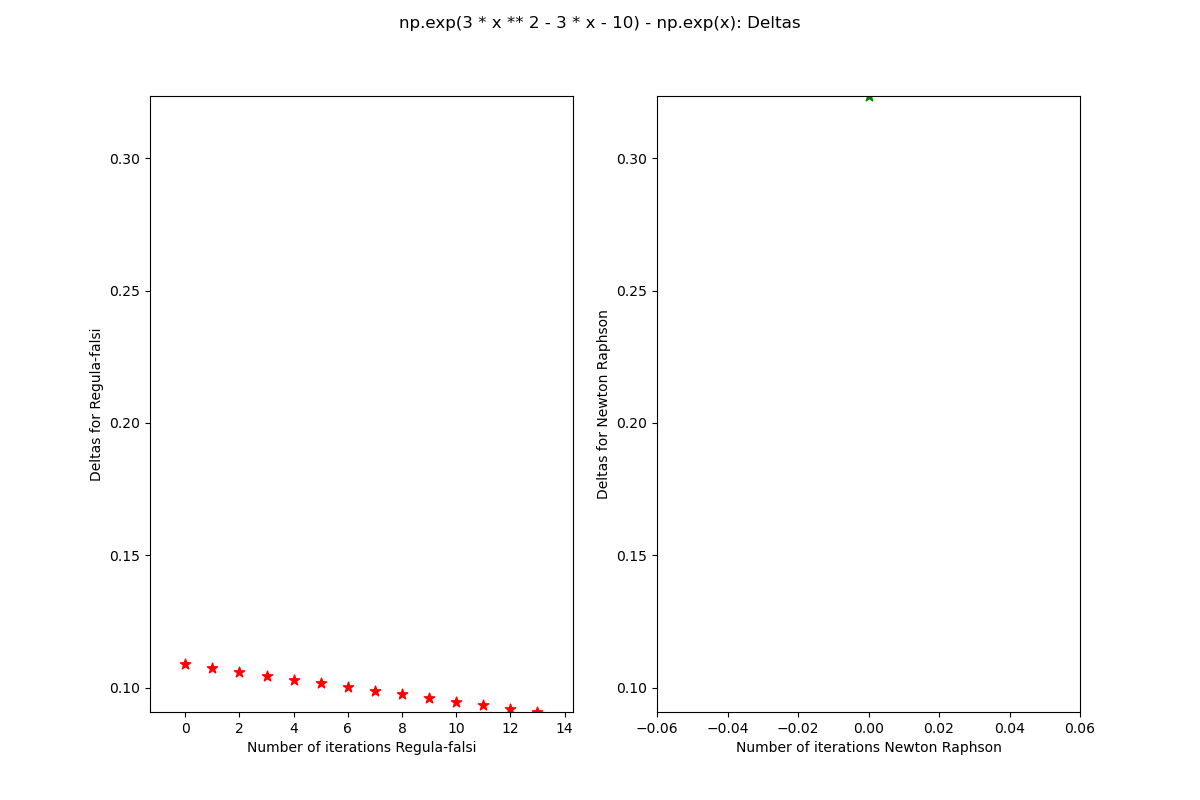 np.exp(3 * x ** 2 - 3 * x - 10) - np.exp(x): Deltas
Deltas for Regula-falsi
0.30
0.25
0.20
0.15
0.10
0 2 4 6 8 10 12 14
Number of iterations Regula-falsi
Deltas for Newton Raphson
0.30
0.25
0.20
0.15
0.10
−0.06 −0.04 −0.02 0.00 0.02 0.04 0.06
Number of iterations Newton Raphson